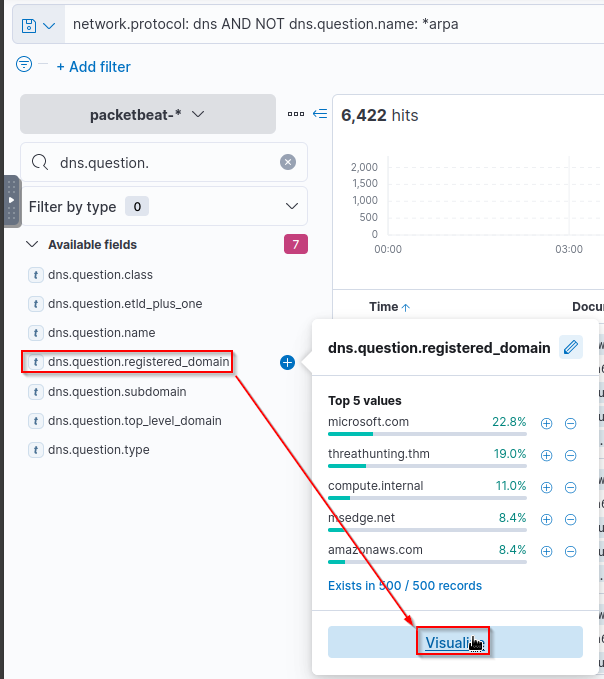 network.protocol: dns AND NOT dns.question.name: *arpa
+ Add filter
packetbeat-*
6,422 hits
dns.question.
Filter by type 0
Available fields 7
t dns.question.class
t dns.question.etld_plus_one
t dns.question.name
t dns.question.registered_domain
t dns.question.subdomain
t dns.question.top_level_domain
t dns.question.type
2,000
1,500
1,000
500
0
00:00 03:00
Time
dns.question.registered_domain
Top 5 values
microsoft.com 22.8%
threathunting.thm 19.0%
compute.internal 11.0%
msedge.net 8.4%
amazonaws.com 8.4%
Exists in 500 / 500 records